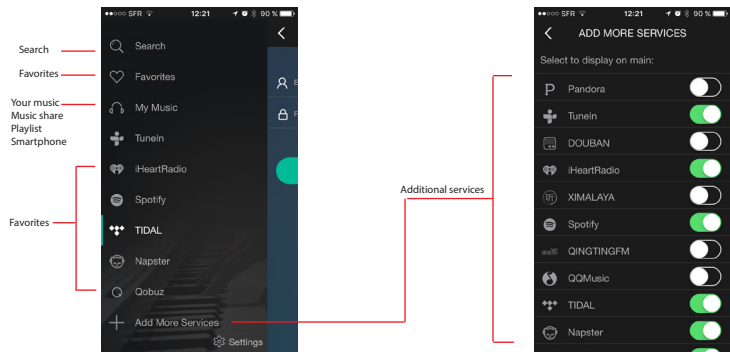 SFR 12:21 90 %
Search
Favorites
My Music
TuneIn
iHeartRadio
Spotify
TIDAL
Napster
Qobuz
Add More Services
Settings
Search
Favorites
Your music
Music share
Playlist
Smartphone
Favorites
Additional services
SFR 12:21 90 %
ADD MORE SERVICES
Select to display on main:
Pandora
TuneIn
DOUBAN
iHeartRadio
XIMALAYA
Spotify
QINGTINGFM
QQMusic
TIDAL
Napster